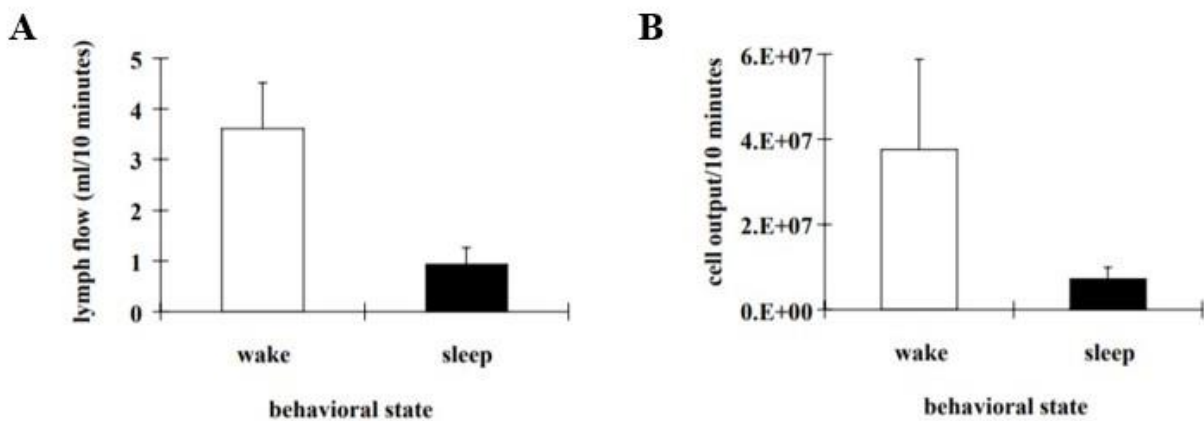 A
lymph flow (ml/10 minutes)
5
4
3
2
1
0
wake sleep
behavioral state
B
cell output/10 minutes
6.E+07
4.E+07
2.E+07
0.E+00
wake sleep
behavioral state